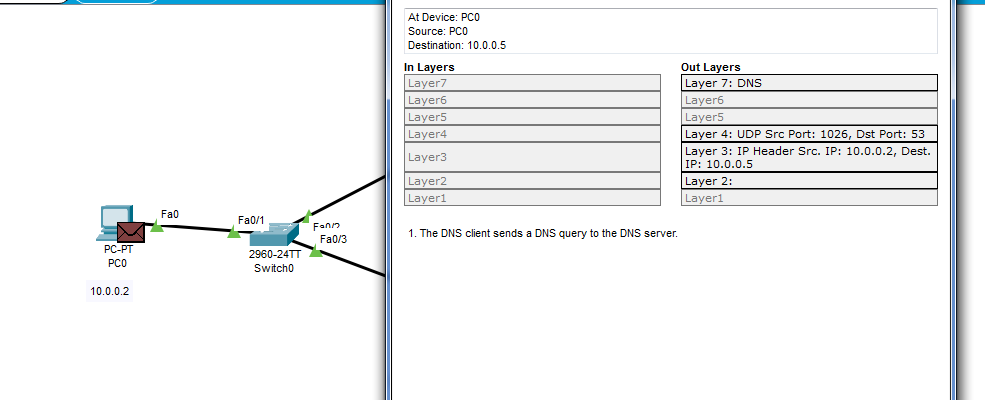 At Device: PC0
Source: PC0
Destination: 10.0.0.5
In Layers
Out Layers
Layer7
Layer 7: DNS
Layer6
Layer6
Layer5
Layer5
Layer4
Layer 4: UDP Src Port: 1026, Dst Port: 53
Layer3
Layer 3: IP Header Src. IP: 10.0.0.2, Dest.
IP: 10.0.0.5
Layer2
Layer 2:
Layer1
Layer1
1. The DNS client sends a DNS query to the DNS server.
Fa0
Fa0/1
Fa0/2
Fa0/3
PC-PT
PC0
2960-24TT
Switch0
10.0.0.2